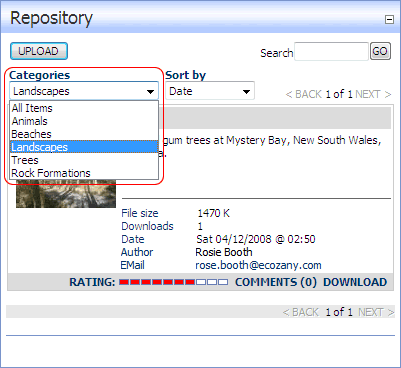 Repository
UPLOAD
Search
GO
Categories
Sort by
Landscapes
Date
< BACK 1 of 1 NEXT >
All Items
Animals
Beaches
Landscapes
Trees
Rock Formations
gum trees at Mystery Bay, New South Wales,
File size 1470 K
Downloads 1
Date Sat 04/12/2008 @ 02:50
Author Rosie Booth
EMail rose.booth@ecozany.com
RATING: COMMENTS (0) DOWNLOAD
< BACK 1 of 1 NEXT >